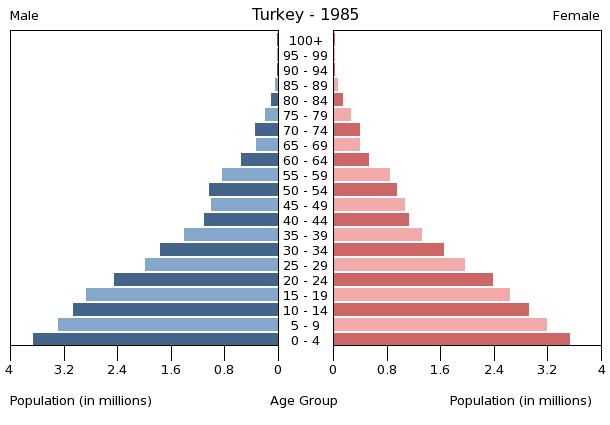 Turkey - 1985
Male
Female
100+
95 - 99
90 - 94
85 - 89
80 - 84
75 - 79
70 - 74
65 - 69
60 - 64
55 - 59
50 - 54
45 - 49
40 - 44
35 - 39
30 - 34
25 - 29
20 - 24
15 - 19
10 - 14
5 - 9
0 - 4
4 3.2 2.4 1.6 0.8 0 0 0.8 1.6 2.4 3.2 4
Population (in millions) Age Group Population (in millions)